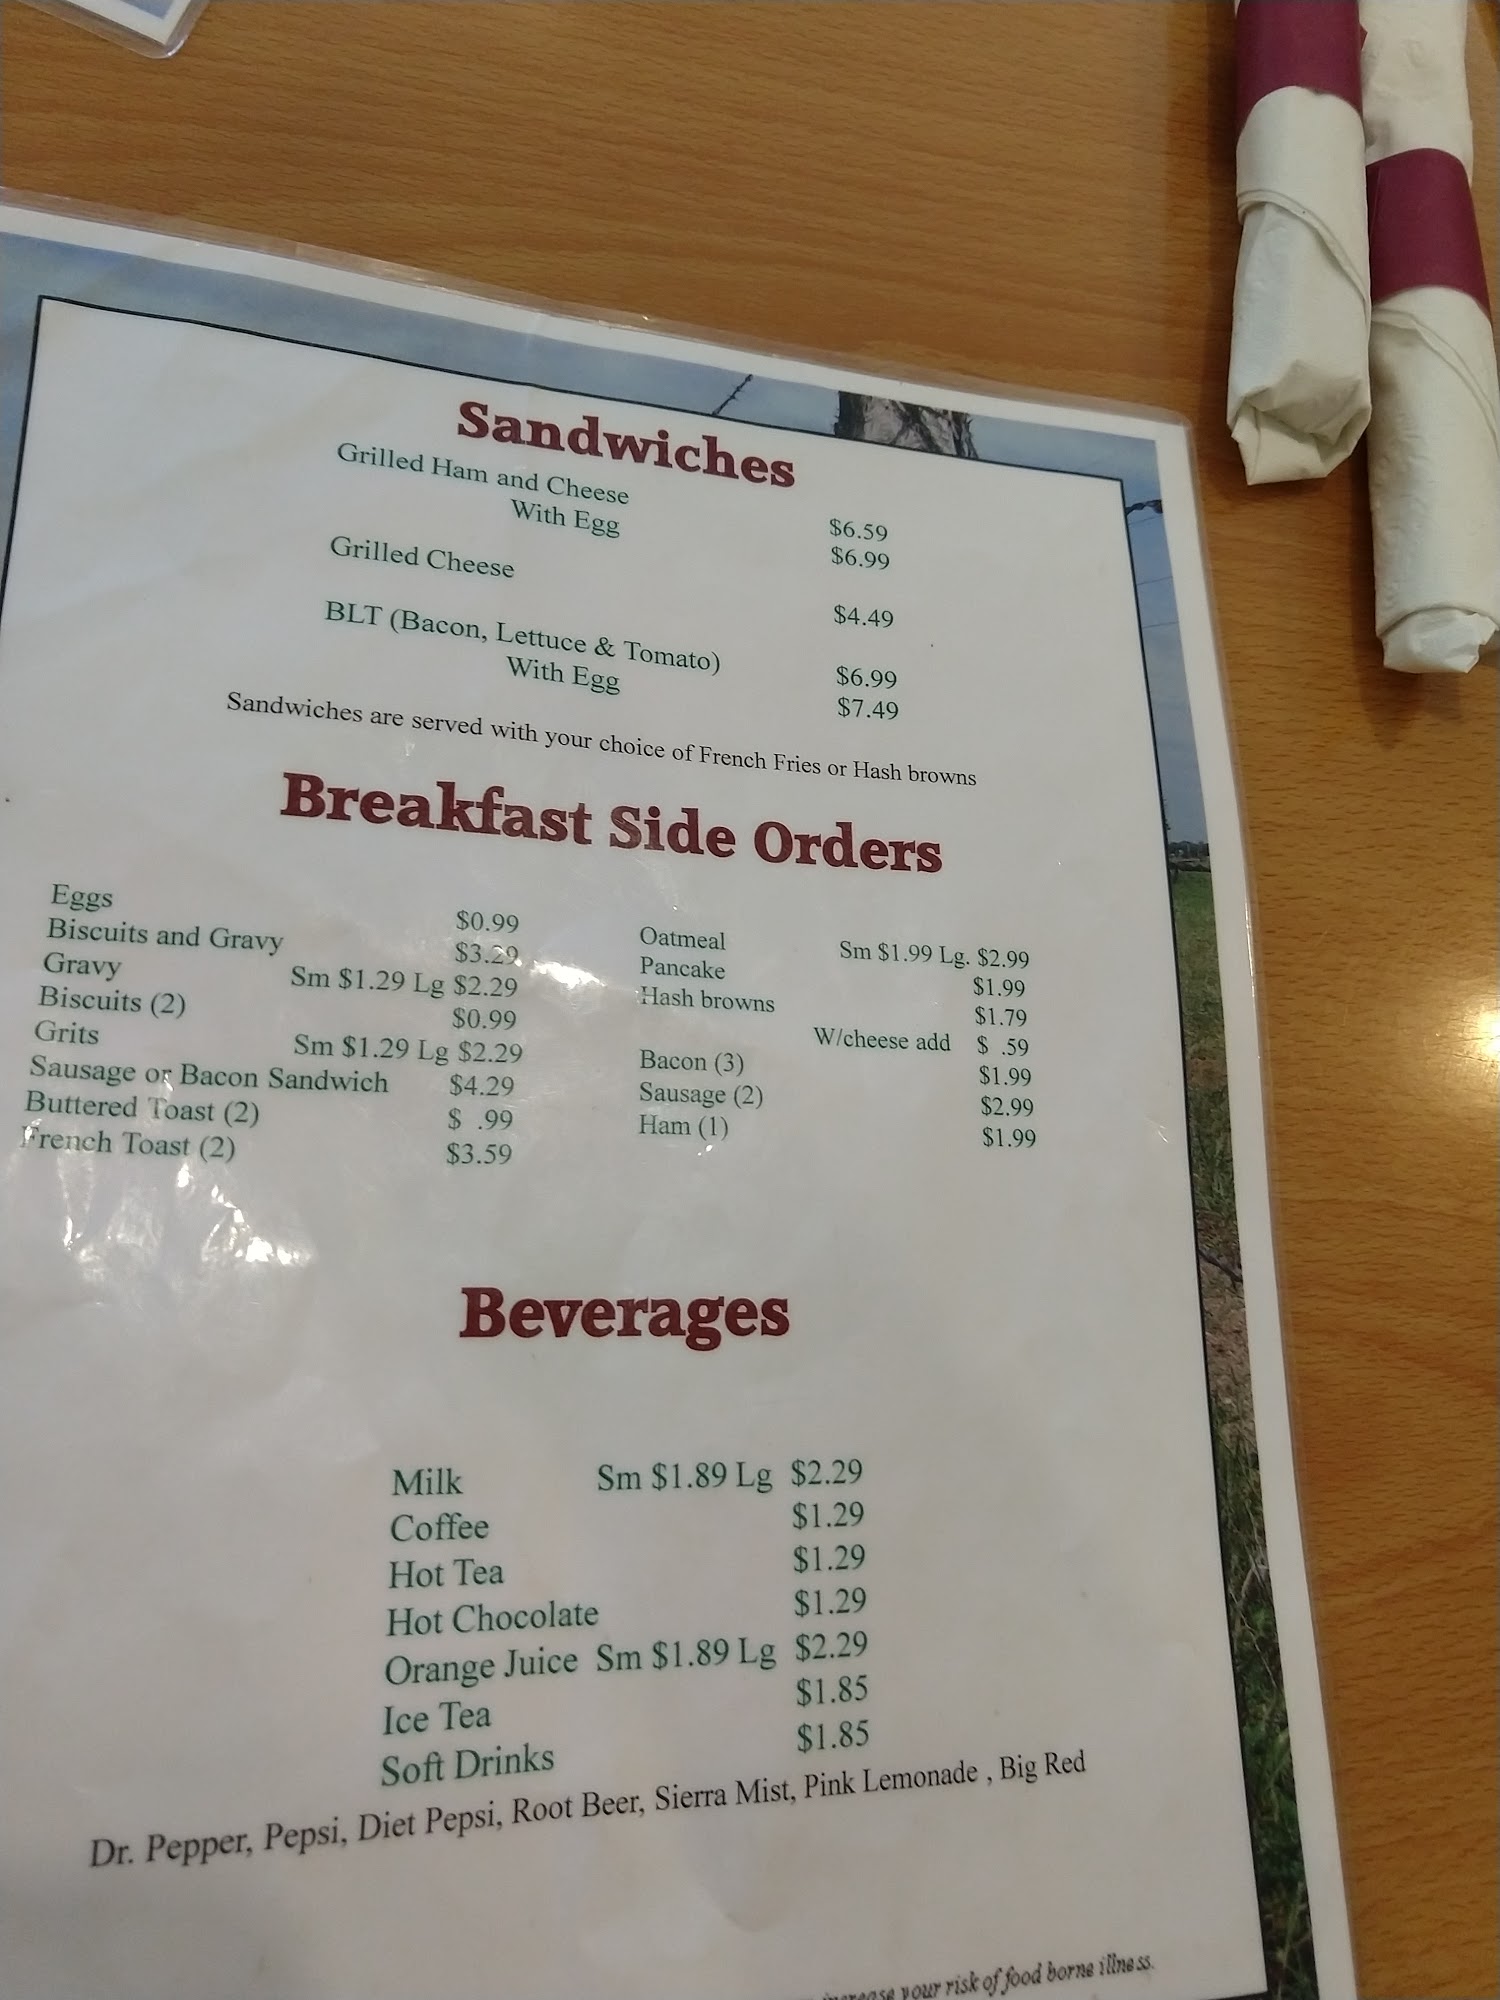 Sandwiches
Grilled Ham and Cheese $6.59
With Egg $6.99
Grilled Cheese $4.49
BLT (Bacon, Lettuce & Tomato) $6.99
With Egg $7.49
Sandwiches are served with your choice of French Fries or Hash browns
Breakfast Side Orders
Eggs $0.99
Biscuits and Gravy $3.29
Gravy Sm $1.29 Lg $2.29
Biscuits (2) $0.99
Grits Sm $1.29 Lg $2.29
Sausage or Bacon Sandwich $4.29
Buttered Toast (2) $ .99
French Toast (2) $3.59
Oatmeal Sm $1.99 Lg. $2.99
Pancake $1.99
Hash browns $1.79
W/cheese add $ .59
Bacon (3) $1.99
Sausage (2) $2.99
Ham (1) $1.99
Beverages
Milk Sm $1.89 Lg $2.29
Coffee $1.29
Hot Tea $1.29
Hot Chocolate $1.29
Orange Juice Sm $1.89 Lg $2.29
Ice Tea $1.85
Soft Drinks $1.85
Dr. Pepper, Pepsi, Diet Pepsi, Root Beer, Sierra Mist, Pink Lemonade , Big Red
increase your risk of food borne illness.